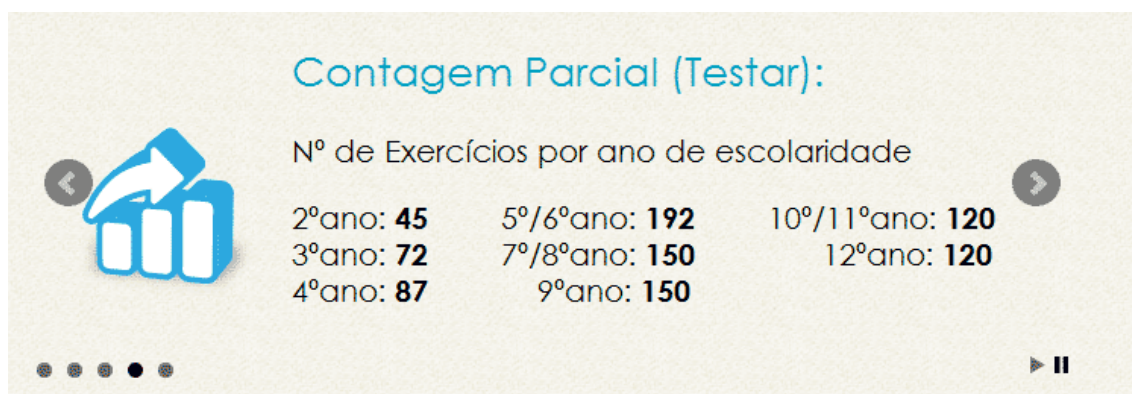 Contagem Parcial (Testar):
Nº de Exercícios por ano de escolaridade
2ºano: 45 5º/6ºano: 192 10º/11ºano: 120
3ºano: 72 7º/8ºano: 150 12ºano: 120
4ºano: 87 9ºano: 150